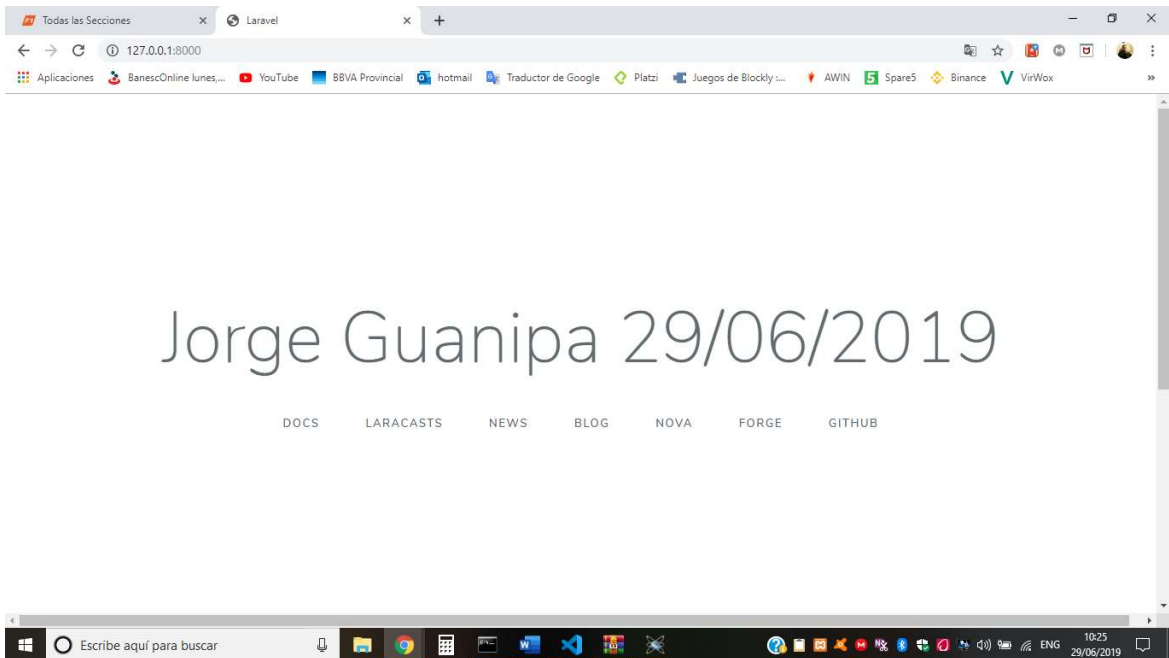 Todas las Secciones
Laravel
127.0.0.1:8000
Aplicaciones BanescOnline lunes,... YouTube BBVA Provincial hotmail Traductor de Google Platzi Juegos de Blockly :... AWIN Spare5 Binance VirWox
Jorge Guanipa 29/06/2019
DOCS LARACASTS NEWS BLOG NOVA FORGE GITHUB
Escribe aquí para buscar
ENG
10:25
29/06/2019